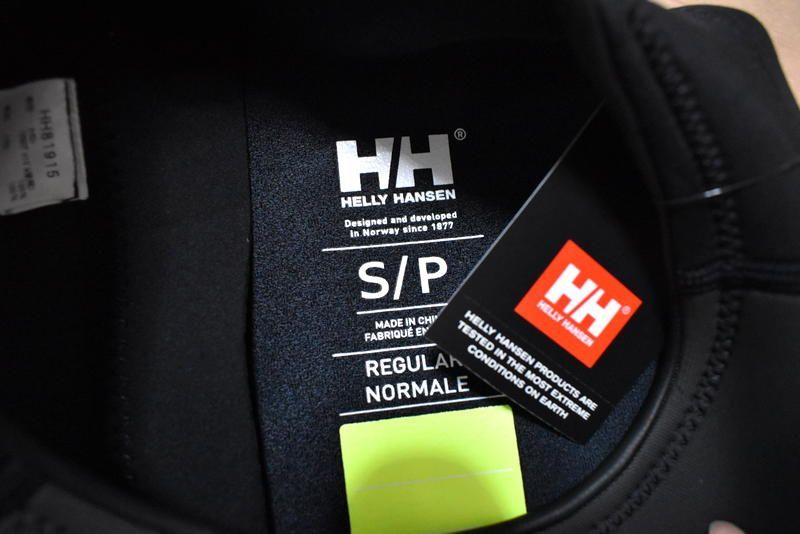 HH81915
HH®
HELLY HANSEN
Designed and developed
in Norway since 1877
S/P
MADE IN CHI
FABRIQUÉ EN
REGULAR
NORMALE
HH®
HELLY HANSEN
HELLY HANSEN PRODUCTS ARE
TESTED IN THE MOST EXTREME
CONDITIONS ON EARTH